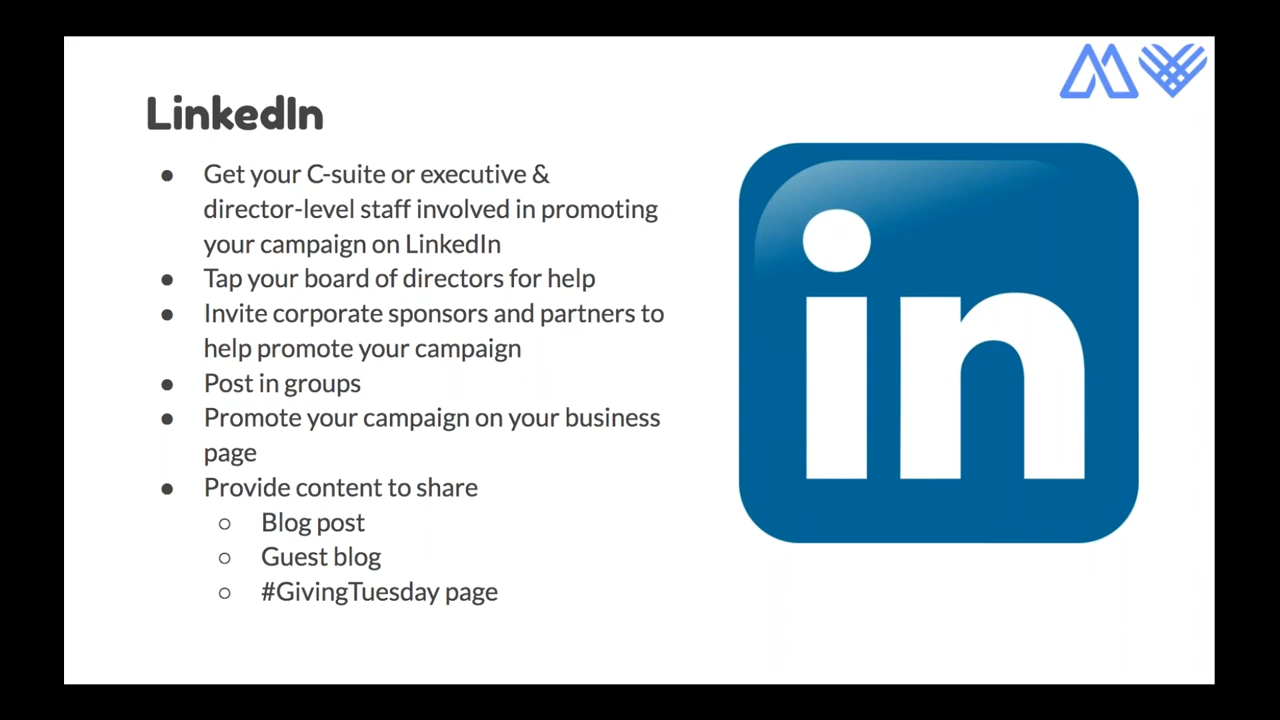 LinkedIn
● Get your C-suite or executive &
director-level staff involved in promoting
your campaign on LinkedIn
● Tap your board of directors for help
● Invite corporate sponsors and partners to
help promote your campaign
● Post in groups
● Promote your campaign on your business
page
● Provide content to share
○ Blog post
○ Guest blog
○ #GivingTuesday page
in